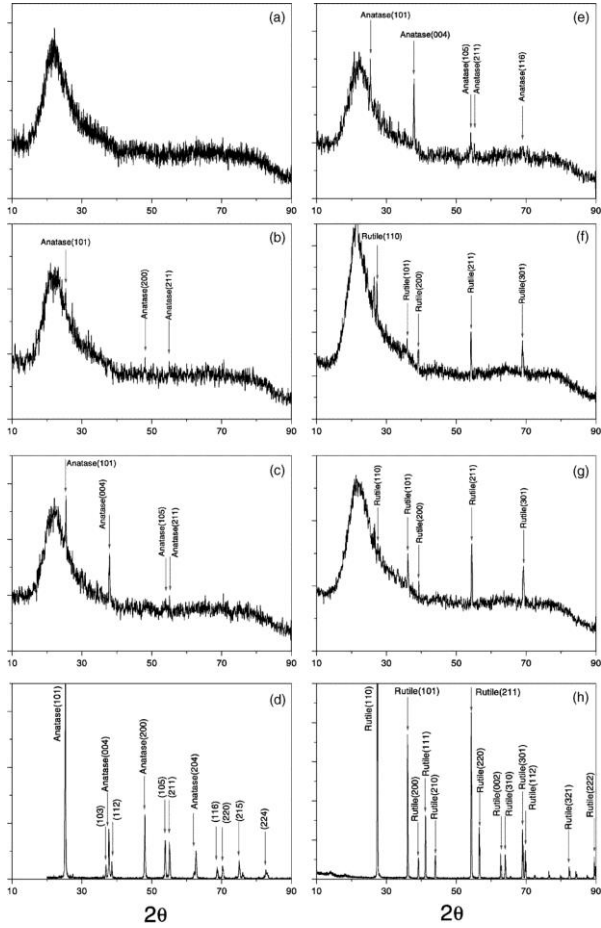 (a)
10 30 50 70 90
(b)
Anatase(101)
Anatase(200)
Anatase(211)
10 30 50 70 90
(c)
Anatase(101)
Anatase(004)
Anatase(105)
Anatase(211)
10 30 50 70 90
(d)
Anatase(101)
(103)
Anatase(004)
(112)
Anatase(200)
(105)
(211)
Anatase(204)
(116)
(220)
(215)
(224)
10 30 50 70 90
2θ
(e)
Anatase(101)
Anatase(004)
Anatase(105)
Anatase(211)
Anatase(116)
10 30 50 70 90
(f)
Rutile(110)
Rutile(101)
Rutile(200)
Rutile(211)
Rutile(301)
10 30 50 70 90
(g)
Rutile(110)
Rutile(101)
Rutile(200)
Rutile(211)
Rutile(301)
10 30 50 70 90
(h)
Rutile(110)
Rutile(101)
Rutile(200)
Rutile(111)
Rutile(210)
Rutile(211)
Rutile(220)
Rutile(002)
Rutile(310)
Rutile(301)
Rutile(112)
Rutile(321)
Rutile(222)
10 30 50 70 90
2θ